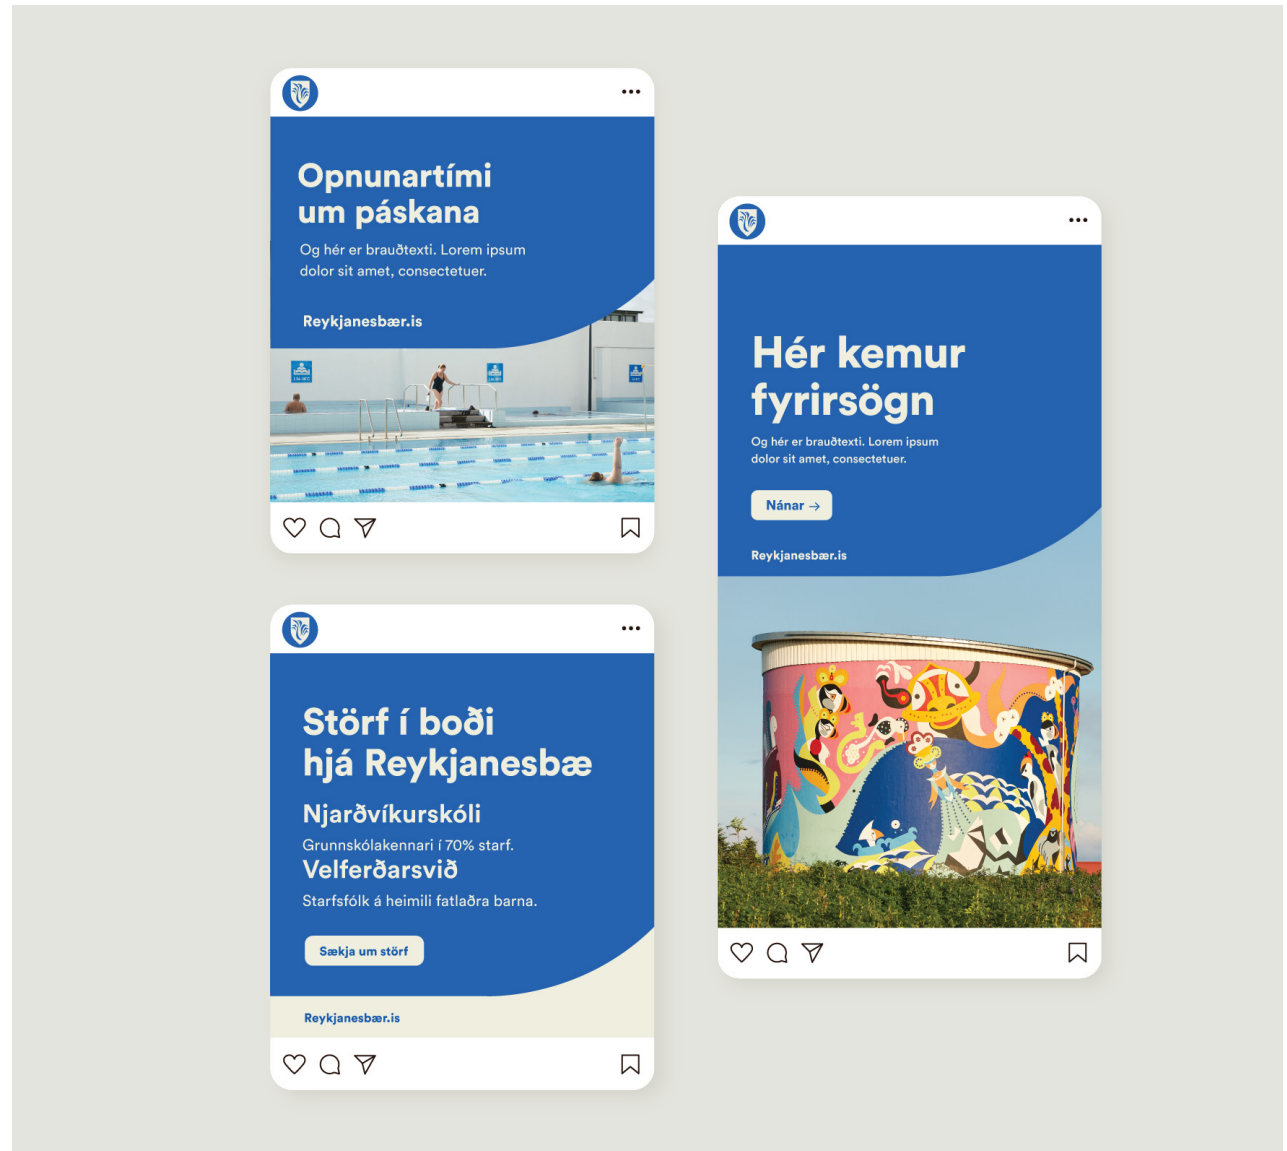 Opnunartími
um páskana
Og hér er brauðtexti. Lorem ipsum
dolor sit amet, consectetuer.
Reykjanesbær.is
Störf í boði
hjá Reykjanesbæ
Njarðvíkurskóli
Grunnskólakennari í 70% starf.
Velferðarsvið
Starfsfólk á heimili fatlaðra barna.
Sækja um störf
Reykjanesbær.is
Hér kemur
fyrirsögn
Og hér er brauðtexti. Lorem ipsum
dolor sit amet, consectetuer.
Nánar →
Reykjanesbær.is